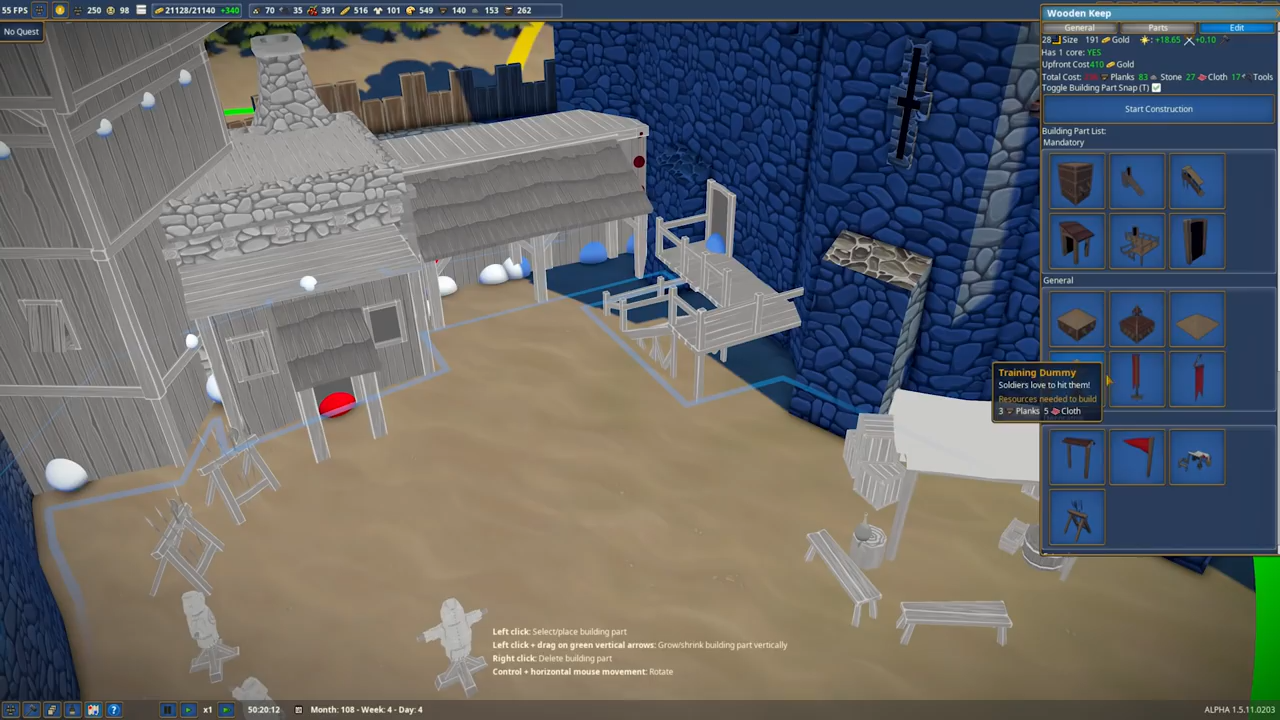 55 FPS 250 98 21128/21140 +340 70 35 391 516 101 549 140 153 262
No Quest
Wooden Keep
General Parts Edit
28 Size 191 Gold : +18.65 +0.10
Has 1 core: YES
Upfront Cost 410 Gold
Total Cost: Planks 83 Stone 27 Cloth 17 Tools
Toggle Building Part Snap (T)
Start Construction
Building Part List:
Mandatory
General
Training Dummy
Soldiers love to hit them!
Resources needed to build
3 Planks 5 Cloth
Left click: Select/place building part
Left click + drag on green vertical arrows: Grow/shrink building part vertically
Right click: Delete building part
Control + horizontal mouse movement: Rotate
x1 50:20:12 Month: 108 - Week: 4 - Day: 4
ALPHA 1.5.11.0203